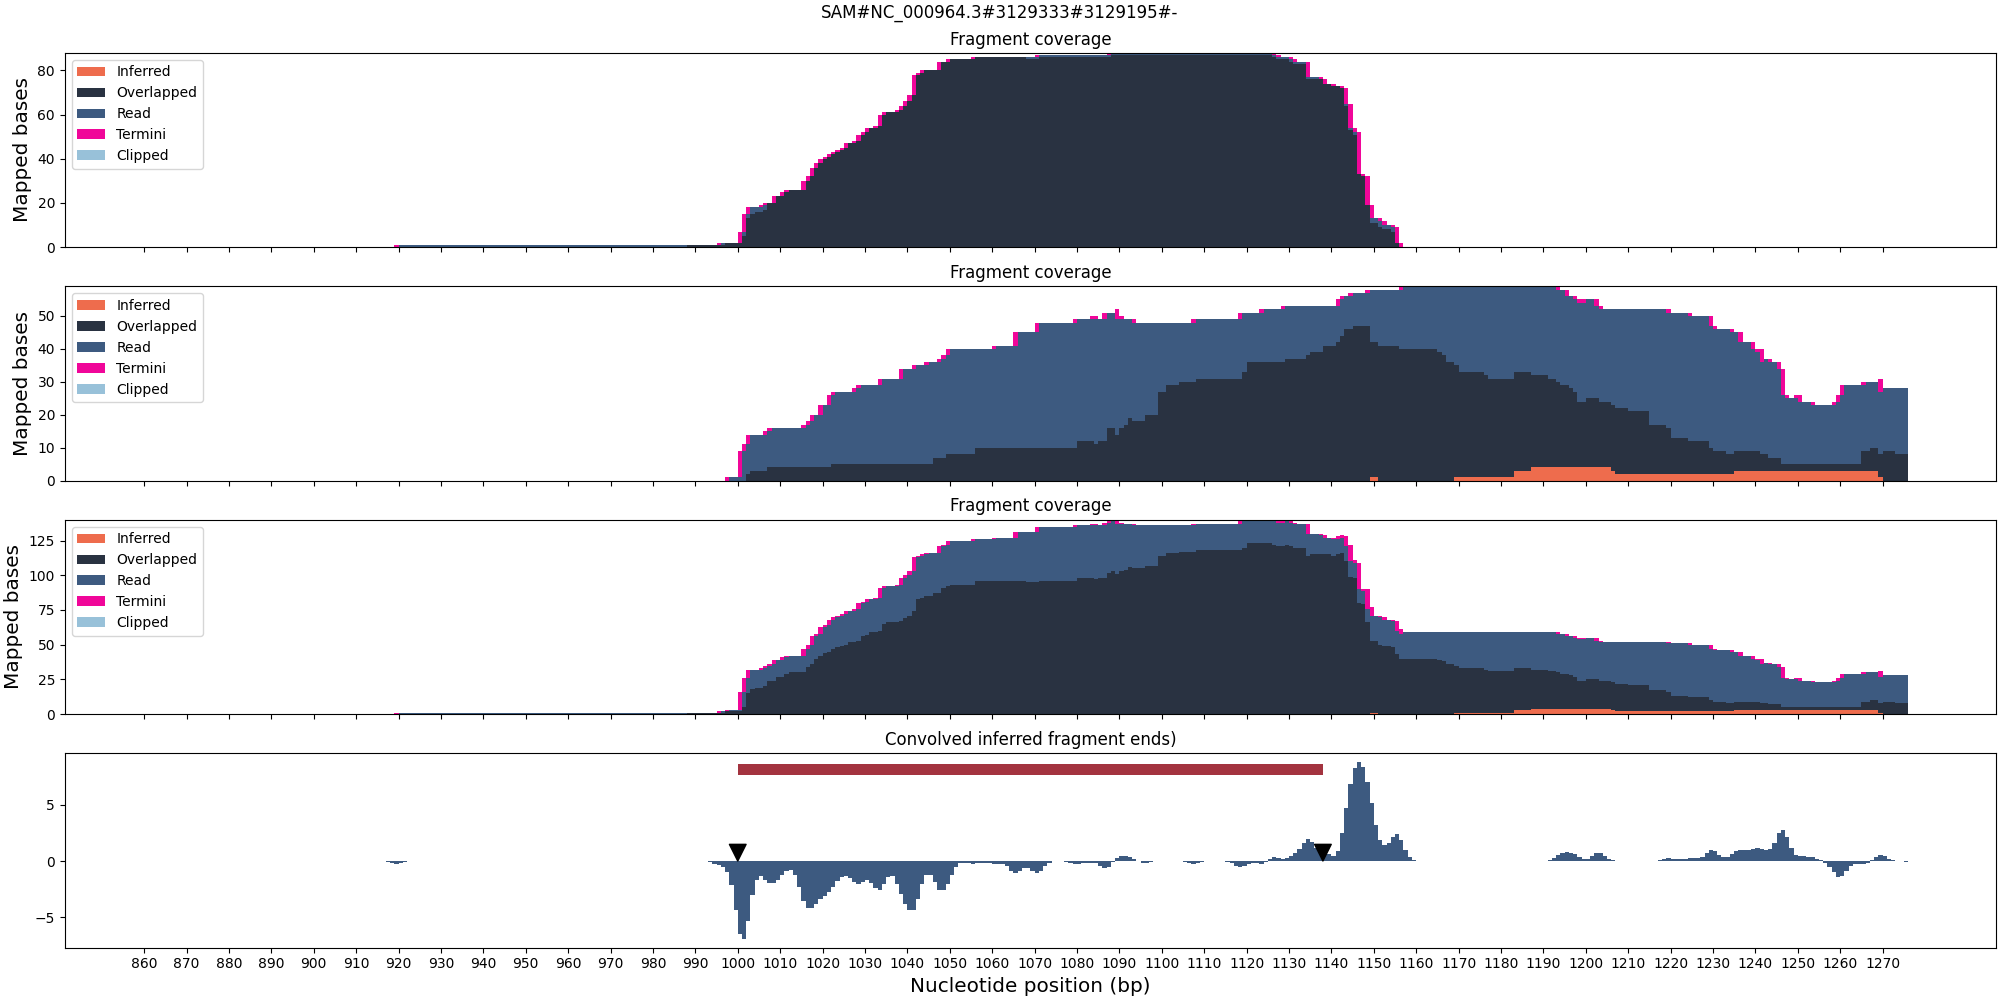 SAM#NC_000964.3#3129333#3129195#-
Fragment coverage
Mapped bases
80
60
40
20
0
Inferred
Overlapped
Read
Termini
Clipped
Fragment coverage
Mapped bases
50
40
30
20
10
0
Inferred
Overlapped
Read
Termini
Clipped
Fragment coverage
Mapped bases
125
100
75
50
25
0
Inferred
Overlapped
Read
Termini
Clipped
Convolved inferred fragment ends)
5
0
−5
860 870 880 890 900 910 920 930 940 950 960 970 980 990 1000 1010 1020 1030 1040 1050 1060 1070 1080 1090 1100 1110 1120 1130 1140 1150 1160 1170 1180 1190 1200 1210 1220 1230 1240 1250 1260 1270
Nucleotide position (bp)